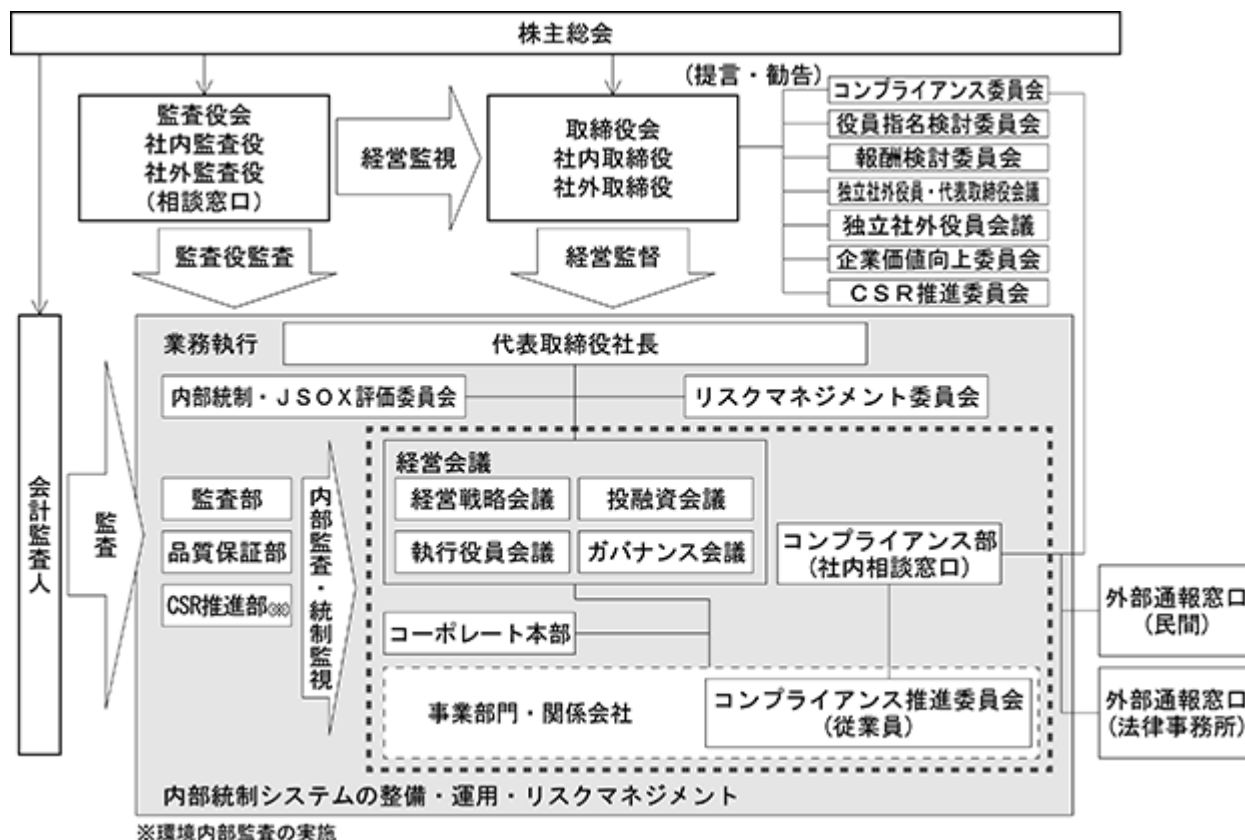 株主総会
(提言・勧告)
監査役会
社内監査役
社外監査役
(相談窓口)
経営監視
取締役会
社内取締役
社外取締役
コンプライアンス委員会
役員指名検討委員会
報酬検討委員会
独立社外役員・代表取締役会議
独立社外役員会議
企業価値向上委員会
CSR推進委員会
監査役監査
経営監督
会計監査人
監査
業務執行
代表取締役社長
内部統制・JSOX評価委員会
リスクマネジメント委員会
監査部
品質保証部
CSR推進部(※)
内部監査・統制監視
経営会議
経営戦略会議
投融資会議
執行役員会議
ガバナンス会議
コンプライアンス部
(社内相談窓口)
コーポレート本部
事業部門・関係会社
コンプライアンス推進委員会
(従業員)
外部通報窓口
(民間)
外部通報窓口
(法律事務所)
内部統制システムの整備・運用・リスクマネジメント
※環境内部監査の実施